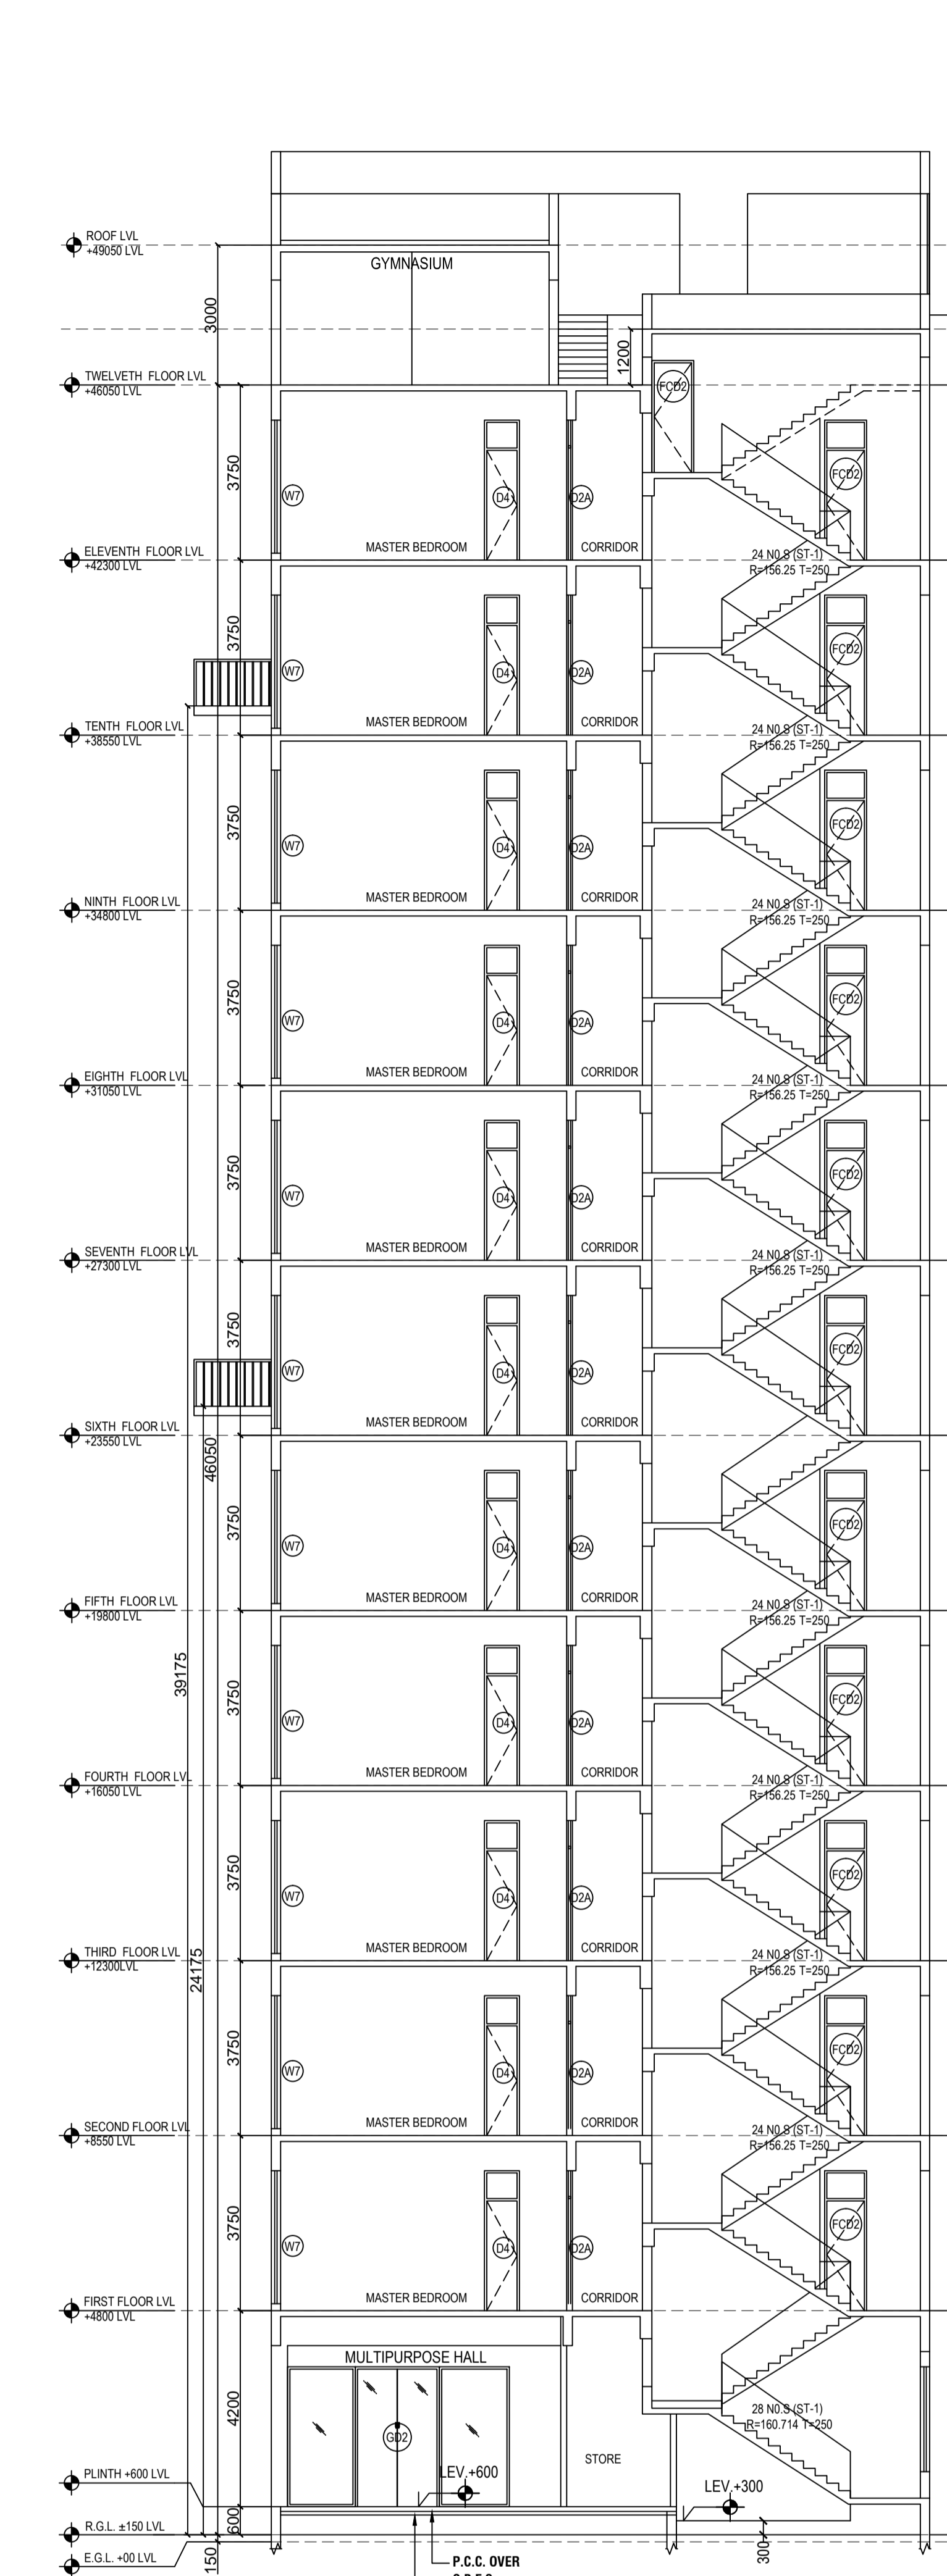 ROOF LVL
+49050 LVL
GYMNASIUM
3000
1200
TWELVETH FLOOR LVL
+46050 LVL
FCD2
3750
W7
D4
D2A
FCD2
MASTER BEDROOM
CORRIDOR
ELEVENTH FLOOR LVL
+42300 LVL
24 N0.S (ST-1)
R=156.25 T=250
3750
W7
D4
D2A
FCD2
MASTER BEDROOM
CORRIDOR
TENTH FLOOR LVL
+38550 LVL
24 N0.S (ST-1)
R=156.25 T=250
3750
W7
D4
D2A
FCD2
MASTER BEDROOM
CORRIDOR
NINTH FLOOR LVL
+34800 LVL
24 N0.S (ST-1)
R=156.25 T=250
3750
W7
D4
D2A
FCD2
MASTER BEDROOM
CORRIDOR
EIGHTH FLOOR LVL
+31050 LVL
24 N0.S (ST-1)
R=156.25 T=250
3750
W7
D4
D2A
FCD2
MASTER BEDROOM
CORRIDOR
SEVENTH FLOOR LVL
+27300 LVL
24 N0.S (ST-1)
R=156.25 T=250
3750
W7
D4
D2A
FCD2
MASTER BEDROOM
CORRIDOR
SIXTH FLOOR LVL
+23550 LVL
46050
3750
W7
D4
D2A
FCD2
MASTER BEDROOM
CORRIDOR
FIFTH FLOOR LVL
+19800 LVL
24 N0.S (ST-1)
R=156.25 T=250
39175
3750
W7
D4
D2A
FCD2
MASTER BEDROOM
CORRIDOR
FOURTH FLOOR LVL
+16050 LVL
24 N0.S (ST-1)
R=156.25 T=250
3750
W7
D4
D2A
FCD2
MASTER BEDROOM
CORRIDOR
THIRD FLOOR LVL
+12300LVL
24 N0.S (ST-1)
R=156.25 T=250
24175
3750
W7
D4
D2A
FCD2
MASTER BEDROOM
CORRIDOR
SECOND FLOOR LVL
+8550 LVL
24 N0.S (ST-1)
R=156.25 T=250
3750
W7
D4
D2A
FCD2
MASTER BEDROOM
CORRIDOR
FIRST FLOOR LVL
+4800 LVL
MULTIPURPOSE HALL
4200
28 N0.S (ST-1)
R=160.714 T=250
GD2
STORE
PLINTH +600 LVL
LEV.+600
LEV.+300
600
R.G.L. ±150 LVL
300
150
E.G.L. +00 LVL
P.C.C. OVER